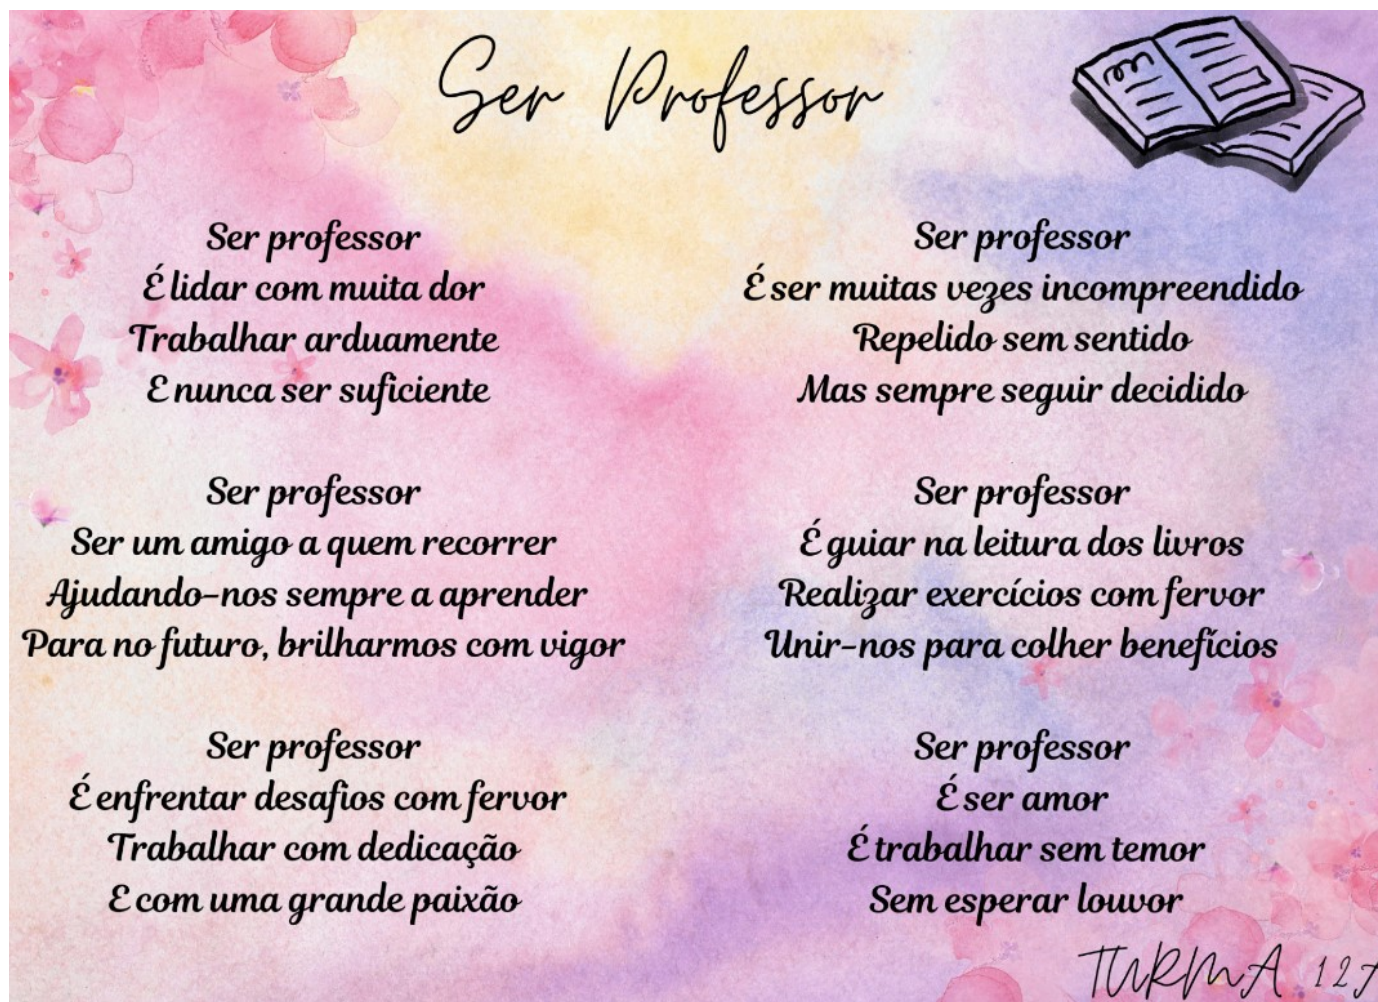 Ser Professor
Ser professor
É lidar com muita dor
Trabalhar arduamente
E nunca ser suficiente
Ser professor
Ser um amigo a quem recorrer
Ajudando-nos sempre a aprender
Para no futuro, brilharmos com vigor
Ser professor
É enfrentar desafios com fervor
Trabalhar com dedicação
E com uma grande paixão
Ser professor
É ser muitas vezes incompreendido
Repelido sem sentido
Mas sempre seguir decidido
Ser professor
É guiar na leitura dos livros
Realizar exercícios com fervor
Unir-nos para colher benefícios
Ser professor
É ser amor
É trabalhar sem temor
Sem esperar louvor
TURMA